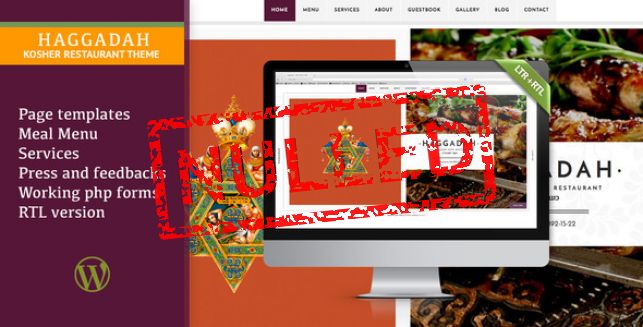 HOME MENU SERVICES ABOUT GUESTBOOK GALLERY BLOG CONTACT
HAGGADAH
KOSHER RESTAURANT THEME
Page templates
Meal Menu
Services
Press and feedbacks
Working php forms
RTL version
LTR+RTL
NULLED
HAGGADAH
GADAH·
RESTAURANT
992-15-22